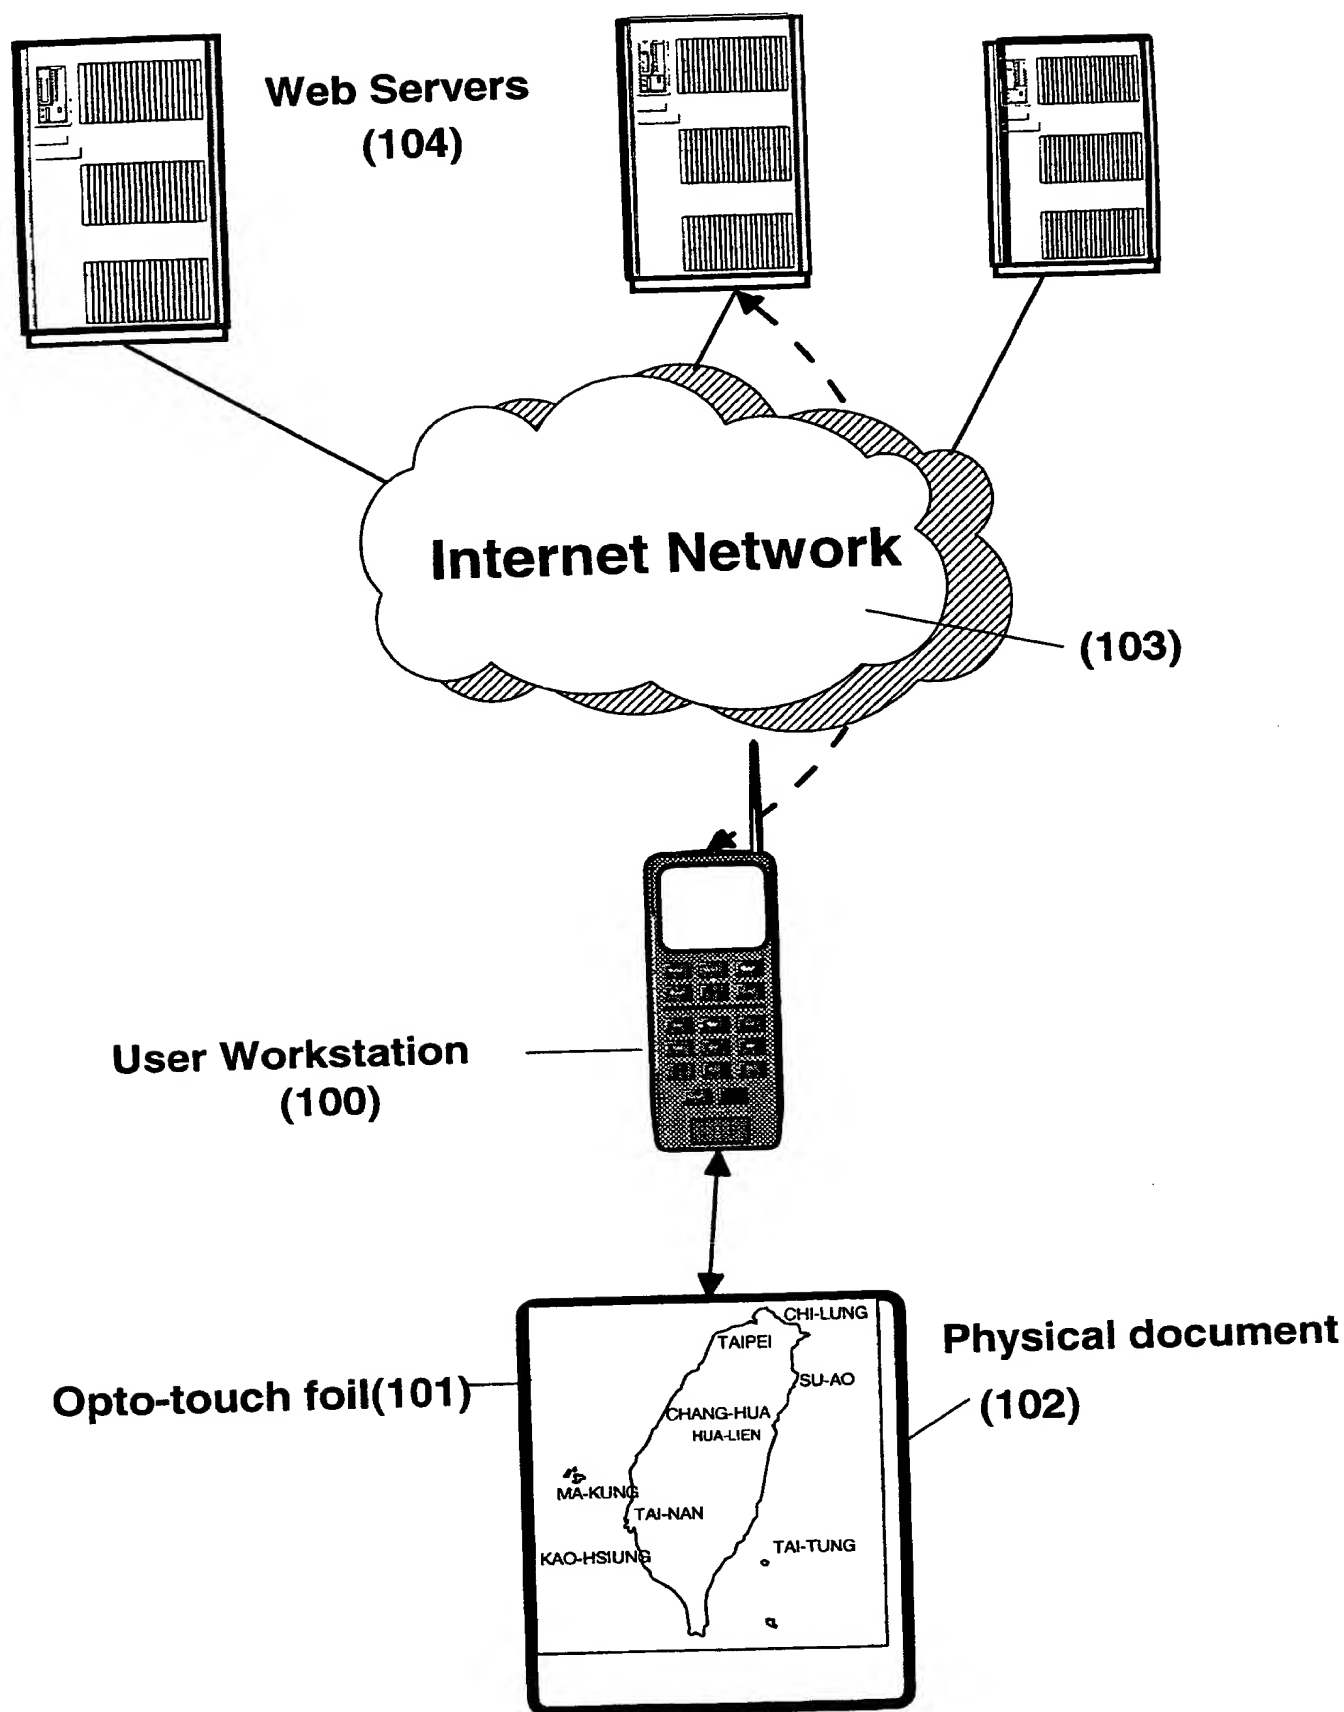 Web Servers
(104)
Internet Network
(103)
User Workstation
(100)
CHI-LUNG
TAIPEI
Physical document
(102)
SU-AO
Opto-touch foil(101)
CHANG-HUA
HUA-LIEN
MA-KUNG
TAI-NAN
TAI-TUNG
KAO-HSIUNG